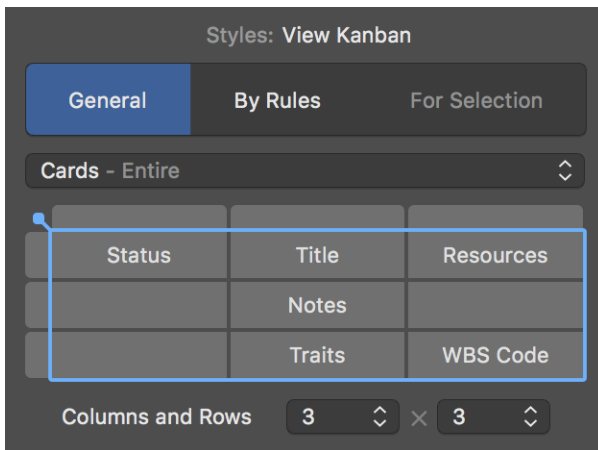 Styles: View Kanban
General By Rules For Selection
Cards - Entire
Status Title Resources
Notes
Traits WBS Code
Columns and Rows 3 × 3